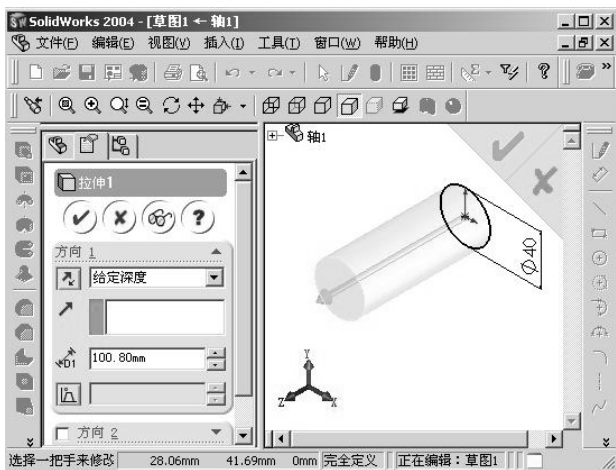 SolidWorks 2004 - [草图1 ← 轴1]
文件(F) 编辑(E) 视图(V) 插入(I) 工具(T) 窗口(W) 帮助(H)
轴1
拉伸1
方向 1
给定深度
Φ40
D1 100.80mm
方向 2
Y
Z X
选择一把手来修改 28.06mm 41.69mm 0mm 完全定义 正在编辑：草图1